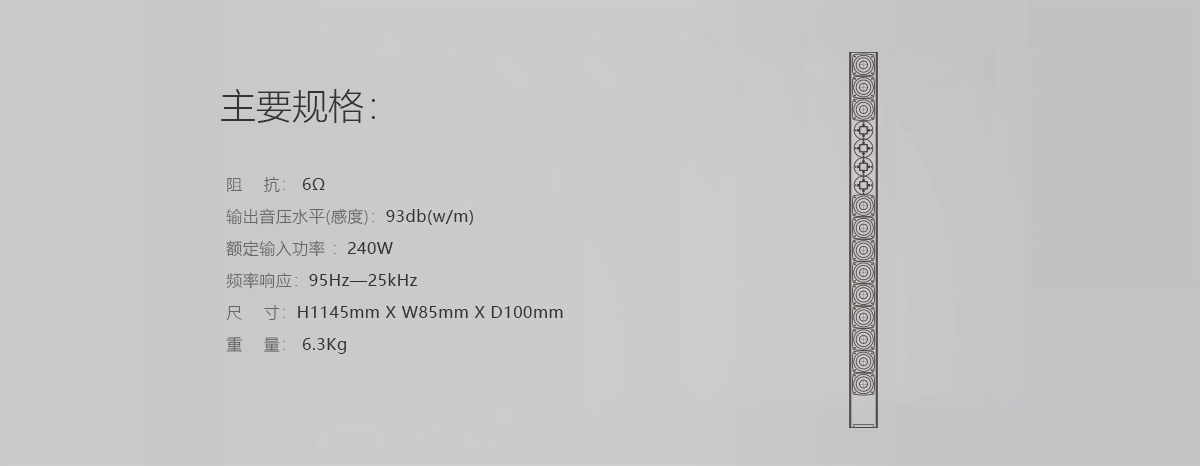 主要规格：
阻 抗： 6Ω
输出音压水平(感度)： 93db(w/m)
额定输入功率 ： 240W
频率响应： 95Hz—25kHz
尺 寸： H1145mm X W85mm X D100mm
重 量： 6.3Kg